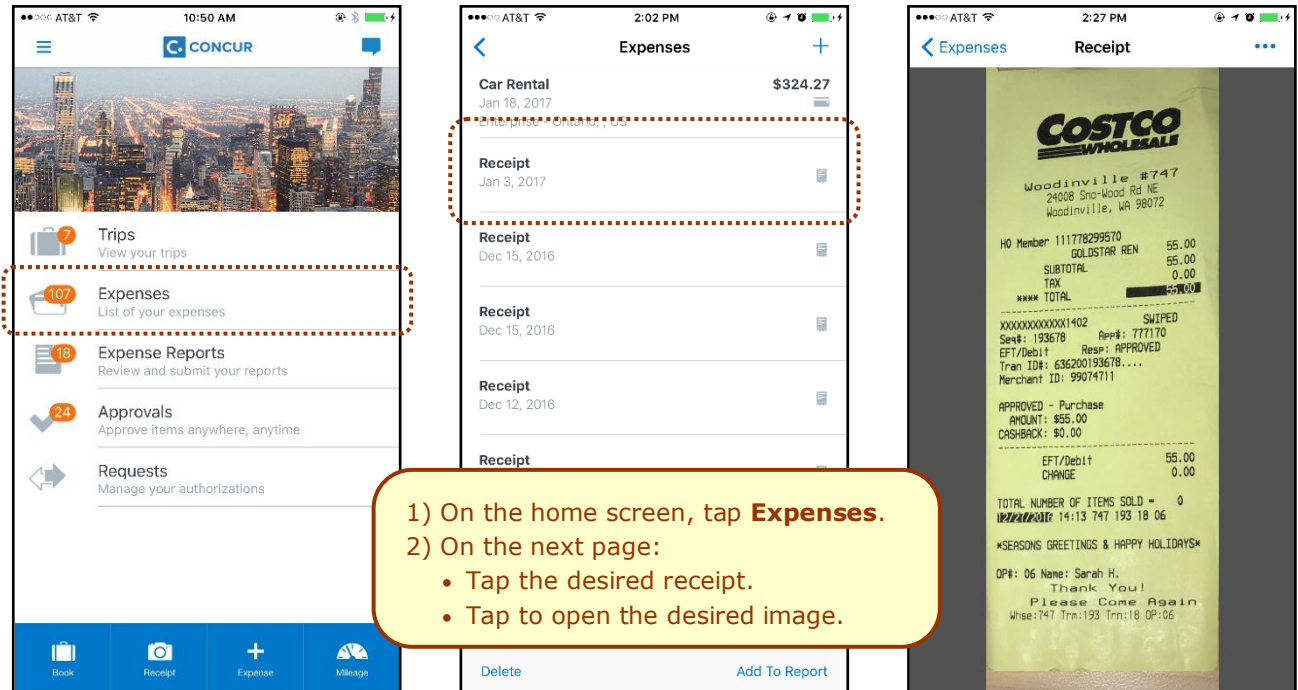 AT&T 10:50 AM
CONCUR
Trips
7
View your trips
Expenses
107
List of your expenses
Expense Reports
18
Review and submit your reports
Approvals
24
Approve items anywhere, anytime
Requests
Manage your authorizations
Book Receipt Expense Mileage
AT&T 2:02 PM
Expenses
Car Rental $324.27
Jan 18, 2017
Enterprise - Ontario, , US
Receipt
Jan 3, 2017
Receipt
Dec 15, 2016
Receipt
Dec 15, 2016
Receipt
Dec 12, 2016
Receipt
1) On the home screen, tap Expenses.
2) On the next page:
• Tap the desired receipt.
• Tap to open the desired image.
Delete Add To Report
AT&T 2:27 PM
Expenses Receipt
COSTCO
WHOLESALE
Woodinville #747
24008 Sno-Wood Rd NE
Woodinville, WA 98072
HO Member 111778299570
GOLDSTAR REN 55.00
SUBTOTAL 55.00
TAX 0.00
**** TOTAL 55.00
XXXXXXXXXXXX1402 SWIPED
Seq#: 193678 App#: 777170
EFT/Debit Resp: APPROVED
Tran ID#: 636200193678....
Merchant ID: 99074711
APPROVED - Purchase
AMOUNT: $55.00
CASHBACK: $0.00
EFT/Debit 55.00
CHANGE 0.00
TOTAL NUMBER OF ITEMS SOLD = 0
12/27/2016 14:13 747 193 18 06
*SEASONS GREETINGS & HAPPY HOLIDAYS*
OP#: 06 Name: Sarah H.
Thank You!
Please Come Again
Whse:747 Trm:193 Trn:18 OP:06